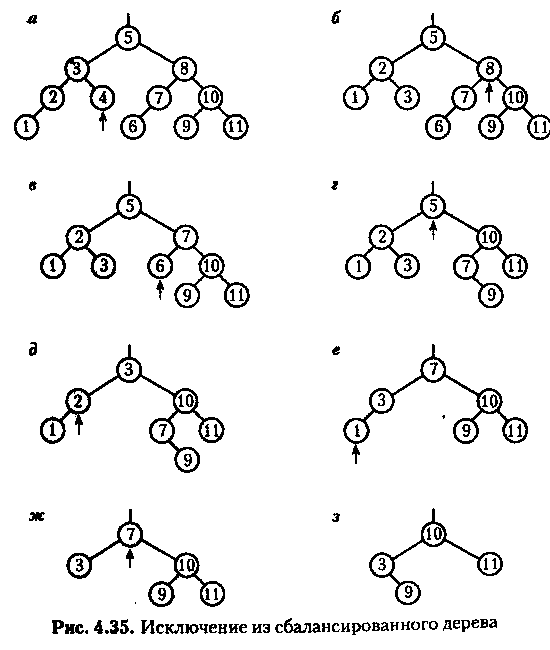 а
5
3 8
2 4 7 10
1 6 9 11
б
5
2 8
1 3 7 10
6 9 11
в
5
2 7
1 3 6 10
9 11
г
5
2 10
1 3 7 11
9
д
3
2 10
1 7 11
9
е
7
3 10
1 9 11
ж
7
3 10
9 11
з
10
3 11
9
Рис. 4.35. Исключение из сбалансированного дерева